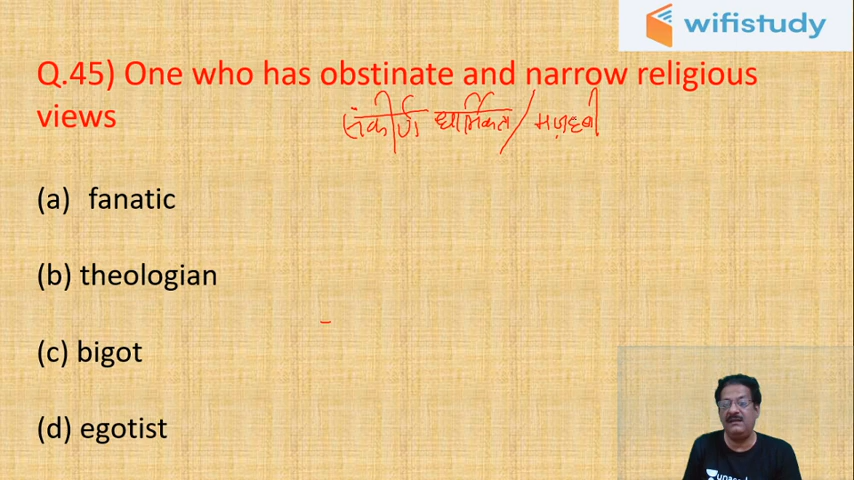 wifistudy
Q.45) One who has obstinate and narrow religious
views
संकीर्ण धार्मिकता/मज़हबी
(a) fanatic
(b) theologian
(c) bigot
(d) egotist